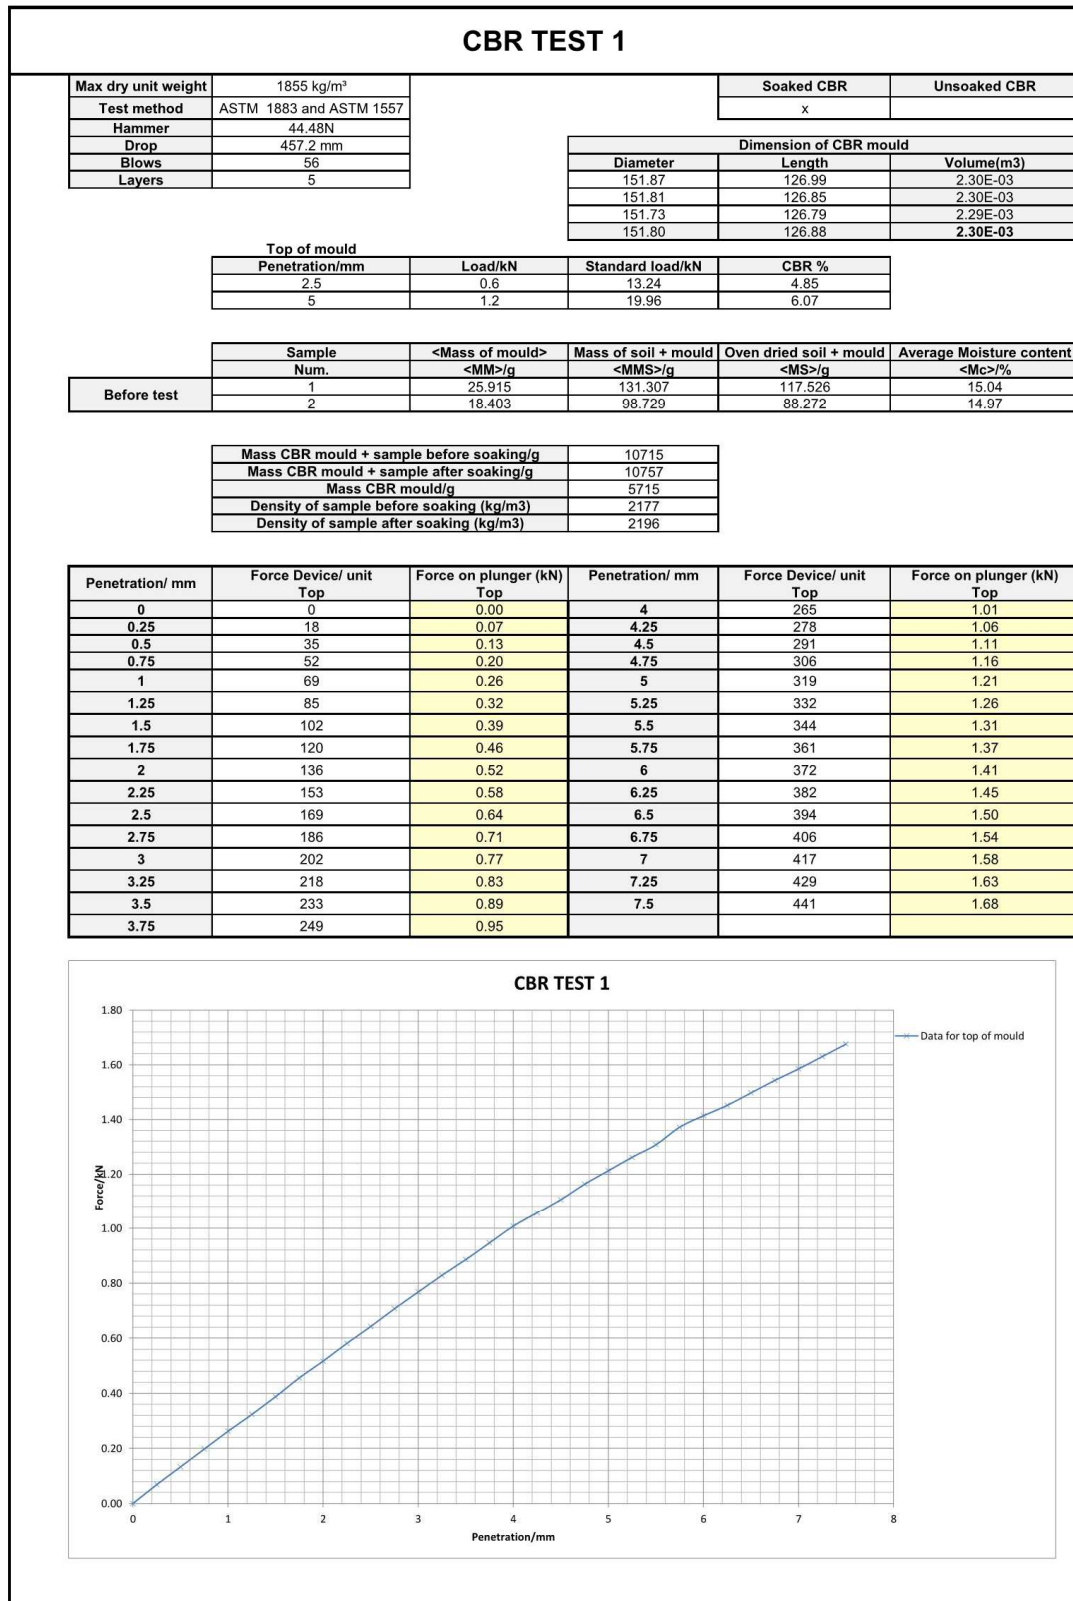 CBR TEST 1
Max dry unit weight 1855 kg/m³ Soaked CBR Unsoaked CBR
Test method ASTM 1883 and ASTM 1557 x
Hammer 44.48N
Drop 457.2 mm Dimension of CBR mould
Blows 56 Diameter Length Volume(m3)
Layers 5 151.87 126.99 2.30E-03
151.81 126.85 2.30E-03
151.73 126.79 2.29E-03
151.80 126.88 2.30E-03
Top of mould
Penetration/mm Load/kN Standard load/kN CBR %
2.5 0.6 13.24 4.85
5 1.2 19.96 6.07
Sample <Mass of mould> Mass of soil + mould Oven dried soil + mould Average Moisture content
Num. <MM>/g <MMS>/g <MS>/g <Mc>/%
Before test
1 25.915 131.307 117.526 15.04
2 18.403 98.729 88.272 14.97
Mass CBR mould + sample before soaking/g 10715
Mass CBR mould + sample after soaking/g 10757
Mass CBR mould/g 5715
Density of sample before soaking (kg/m3) 2177
Density of sample after soaking (kg/m3) 2196
Penetration/ mm Force Device/ unit Force on plunger (kN) Penetration/ mm Force Device/ unit Force on plunger (kN)
Top Top Top Top
0 0 0.00 4 265 1.01
0.25 18 0.07 4.25 278 1.06
0.5 35 0.13 4.5 291 1.11
0.75 52 0.20 4.75 306 1.16
1 69 0.26 5 319 1.21
1.25 85 0.32 5.25 332 1.26
1.5 102 0.39 5.5 344 1.31
1.75 120 0.46 5.75 361 1.37
2 136 0.52 6 372 1.41
2.25 153 0.58 6.25 382 1.45
2.5 169 0.64 6.5 394 1.50
2.75 186 0.71 6.75 406 1.54
3 202 0.77 7 417 1.58
3.25 218 0.83 7.25 429 1.63
3.5 233 0.89 7.5 441 1.68
3.75 249 0.95
CBR TEST 1
1.80
Data for top of mould
1.60
1.40
1.20
Force/kN
1.00
0.80
0.60
0.40
0.20
0.00
0 1 2 3 4 5 6 7 8
Penetration/mm